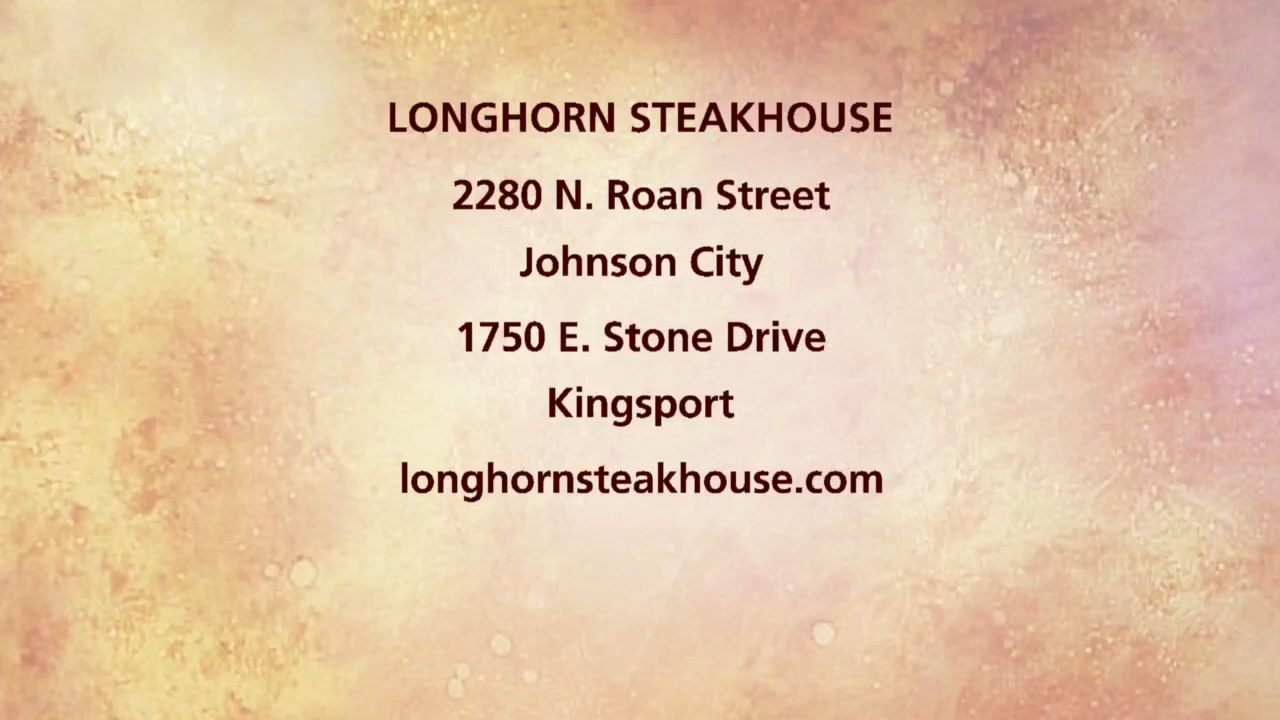 LONGHORN STEAKHOUSE
2280 N. Roan Street
Johnson City
1750 E. Stone Drive
Kingsport
longhornsteakhouse.com